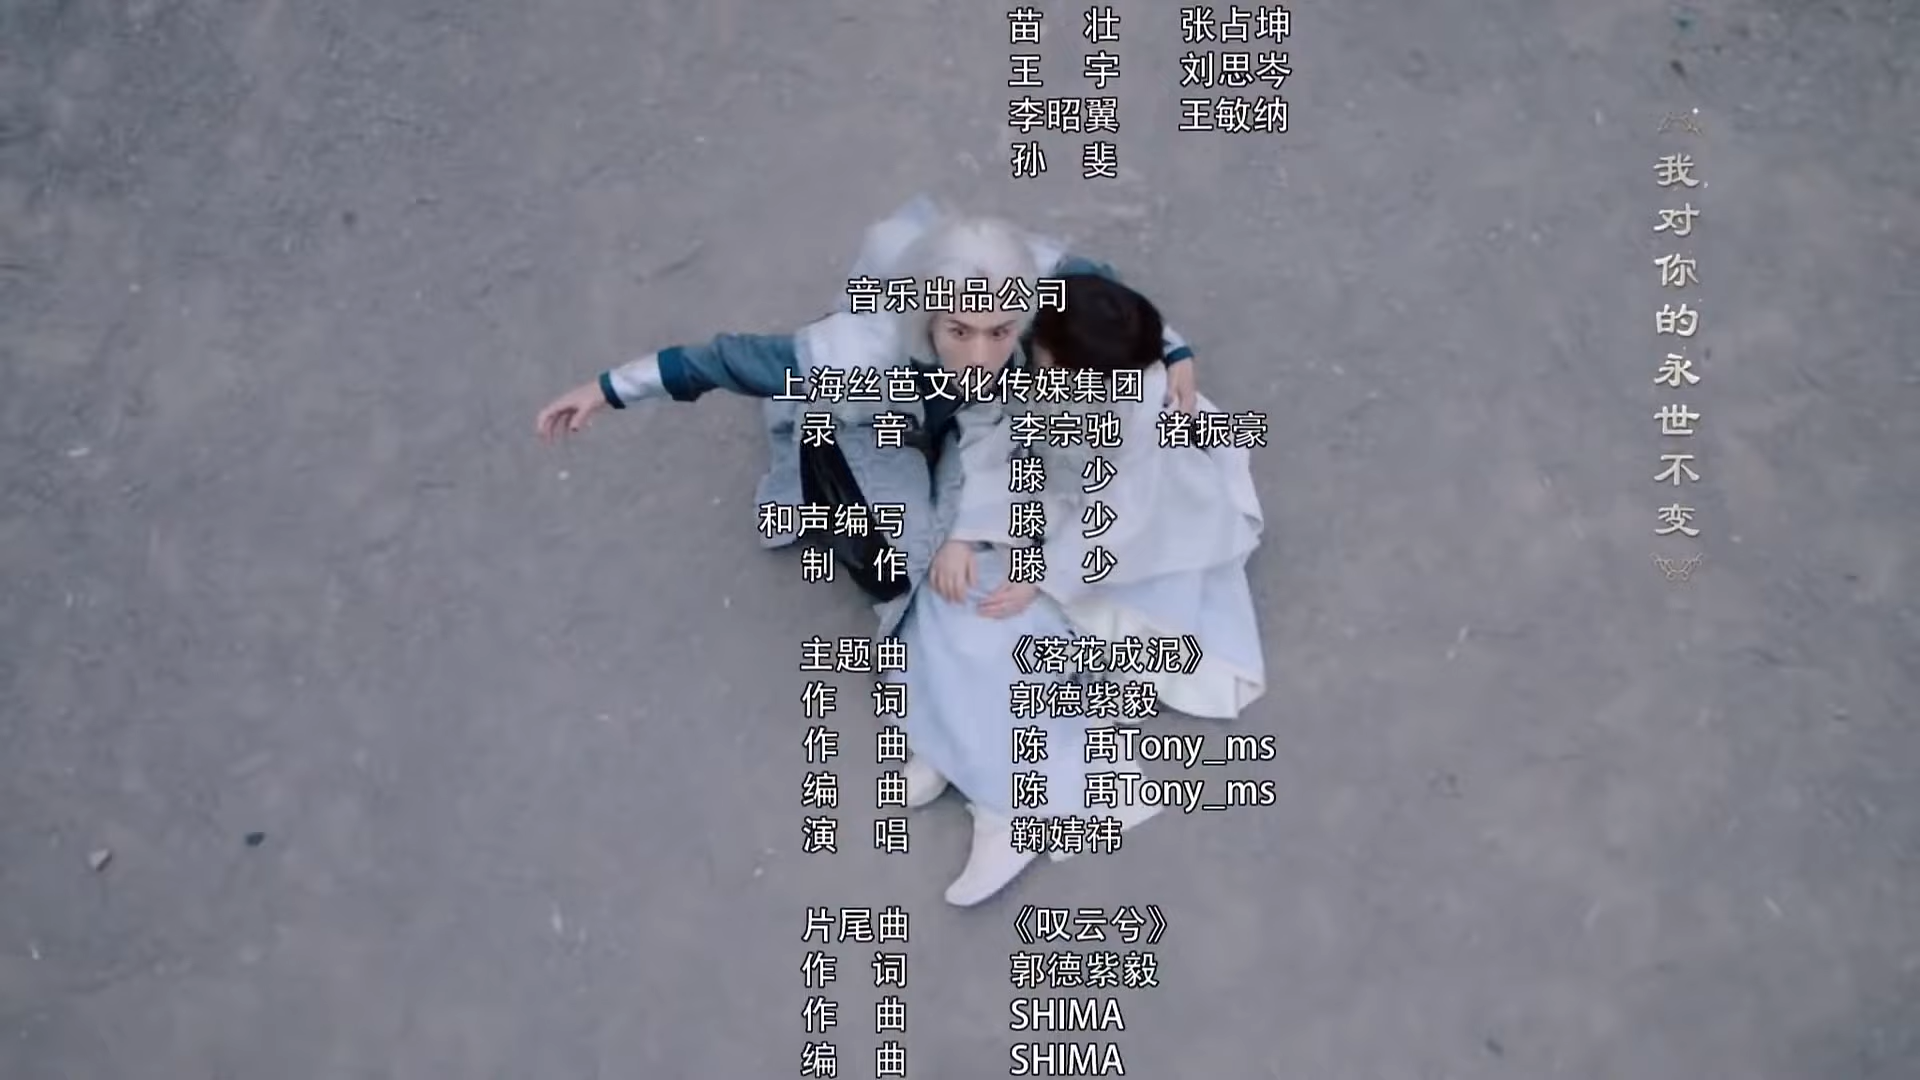 苗 壮 张占坤
王 宇 刘思岑
李昭翼 王敏纳
孙 斐
音乐出品公司
上海丝芭文化传媒集团
录 音 李宗驰 诸振豪
滕 少
和声编写 滕 少
制 作 滕 少
主题曲 《落花成泥》
作 词 郭德紫毅
作 曲 陈 禹Tony_ms
编 曲 陈 禹Tony_ms
演 唱 鞠婧祎
片尾曲 《叹云兮》
作 词 郭德紫毅
作 曲 SHIMA
编 曲 SHIMA
我对你的永世不变